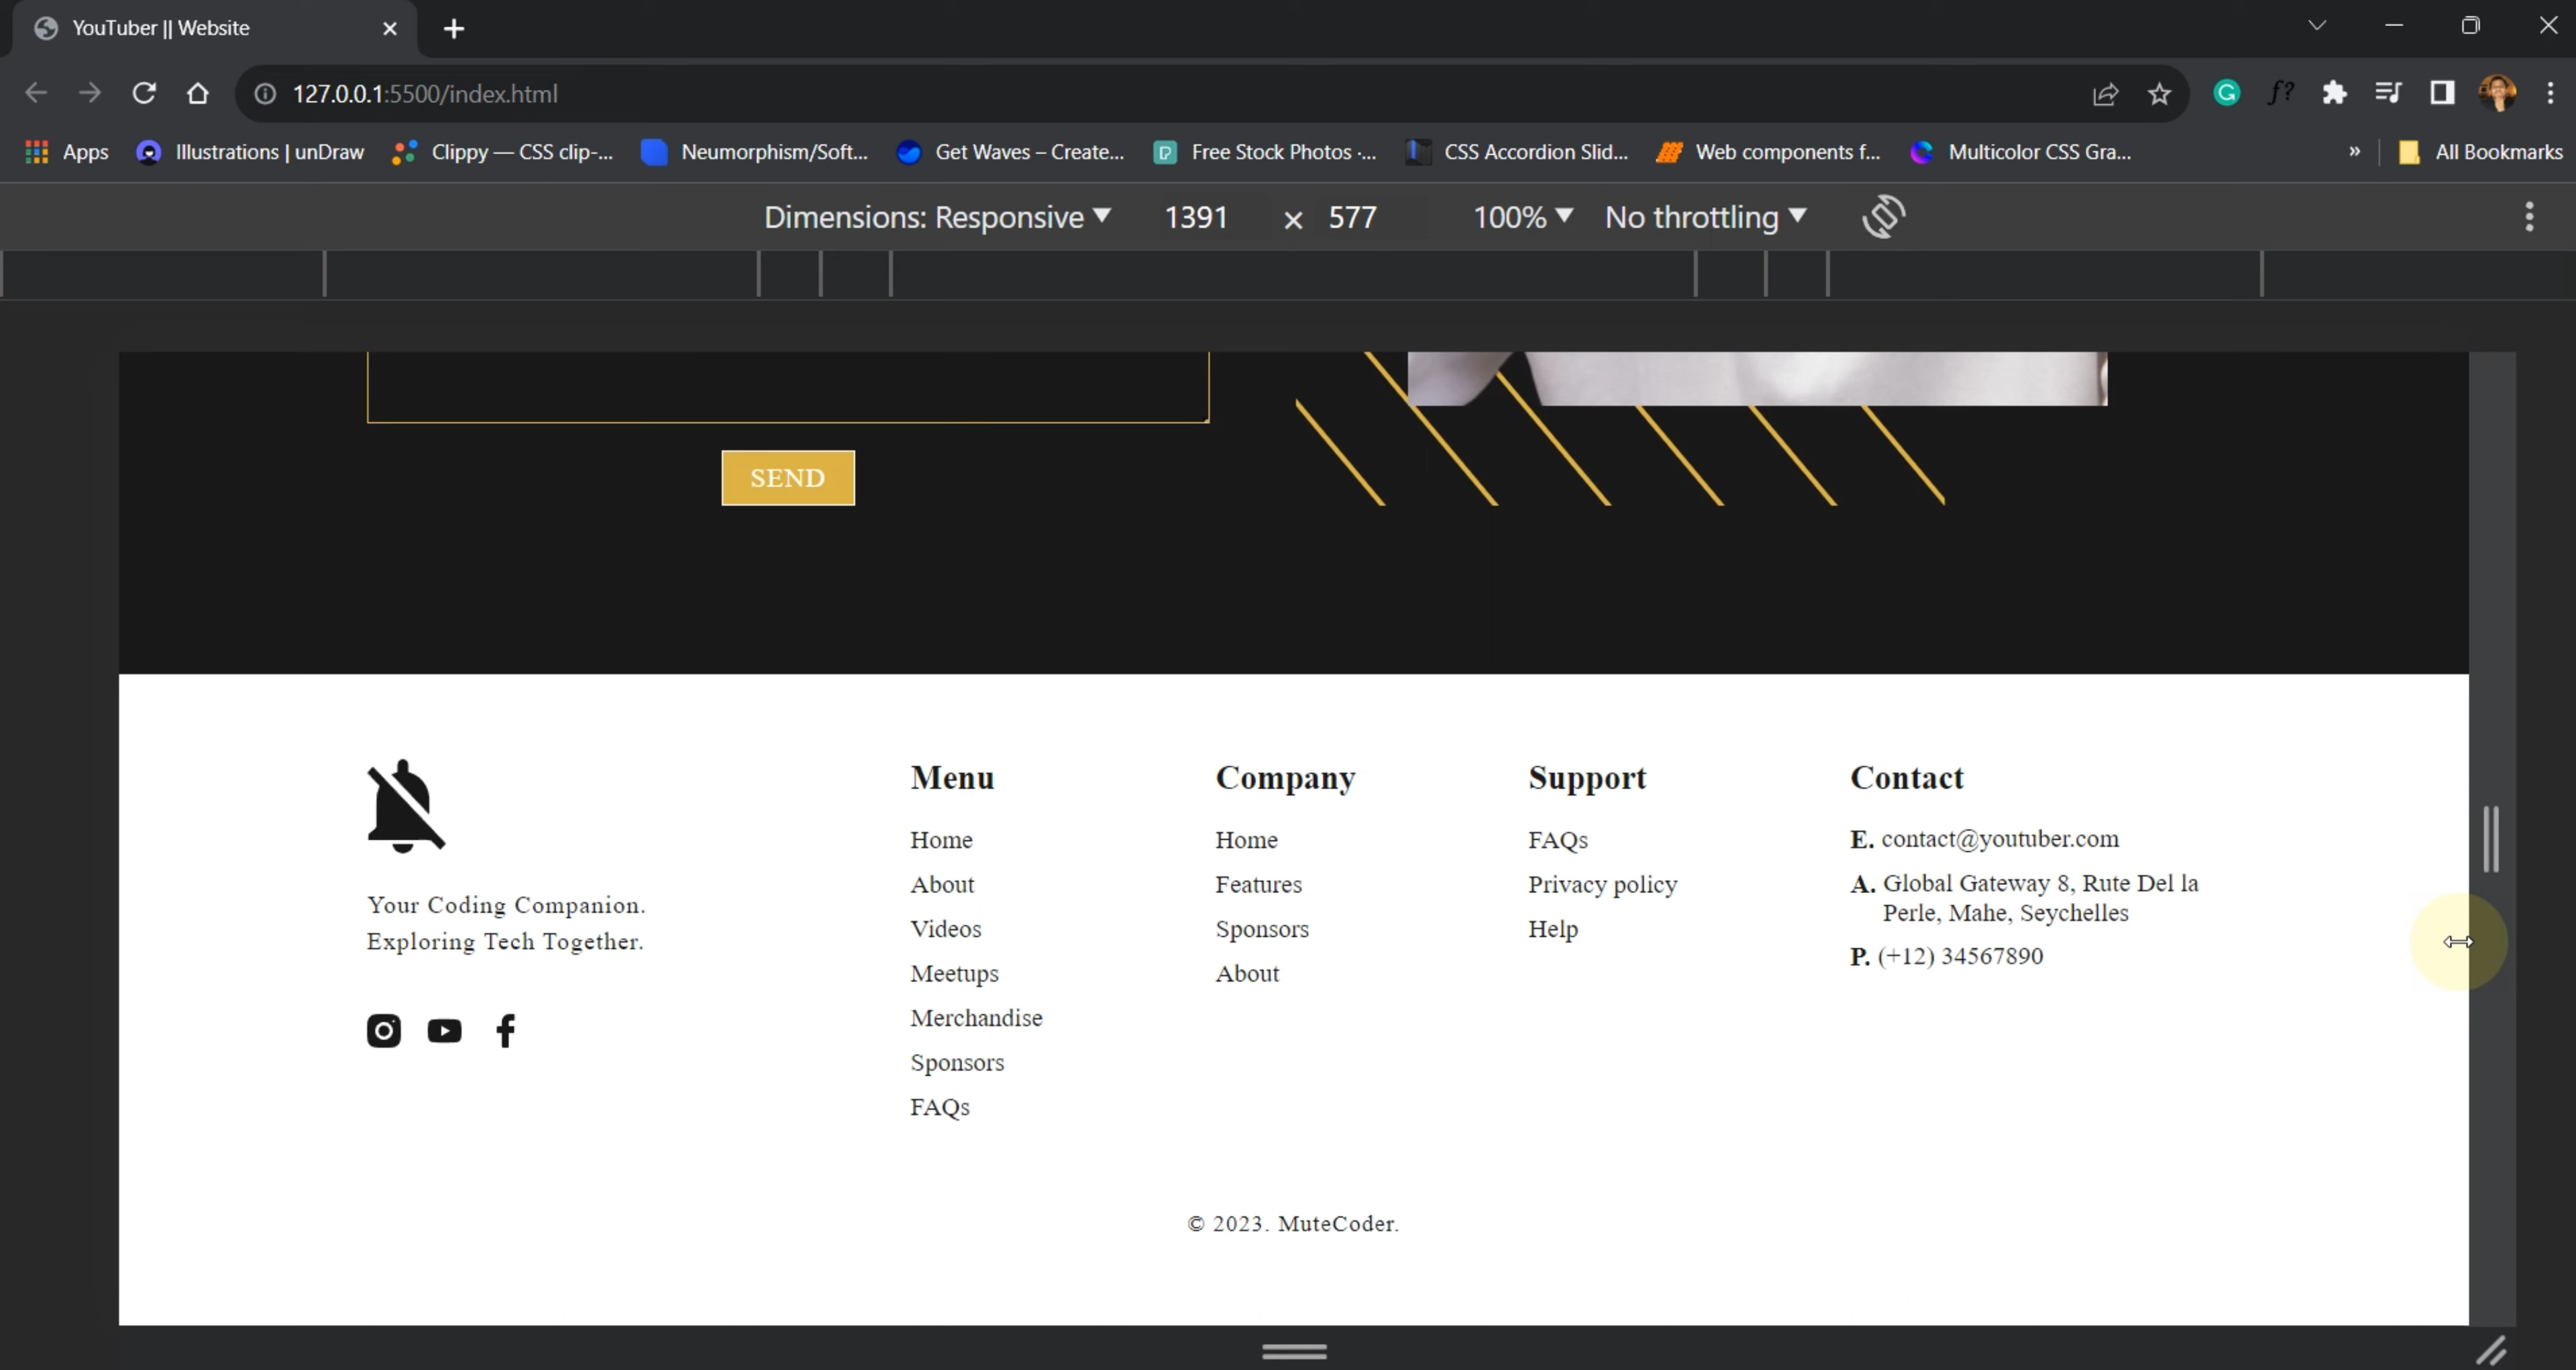 YouTuber || Website
127.0.0.1:5500/index.html
Apps
Illustrations | unDraw
Clippy — CSS clip-...
Neumorphism/Soft...
Get Waves – Create...
Free Stock Photos ·...
CSS Accordion Slid...
Web components f...
Multicolor CSS Gra...
»
All Bookmarks
Dimensions: Responsive
1391 × 577
100%
No throttling
SEND
Your Coding Companion.
Exploring Tech Together.
Menu
Home
About
Videos
Meetups
Merchandise
Sponsors
FAQs
Company
Home
Features
Sponsors
About
Support
FAQs
Privacy policy
Help
Contact
E. contact@youtuber.com
A. Global Gateway 8, Rute Del la
Perle, Mahe, Seychelles
P. (+12) 34567890
© 2023. MuteCoder.